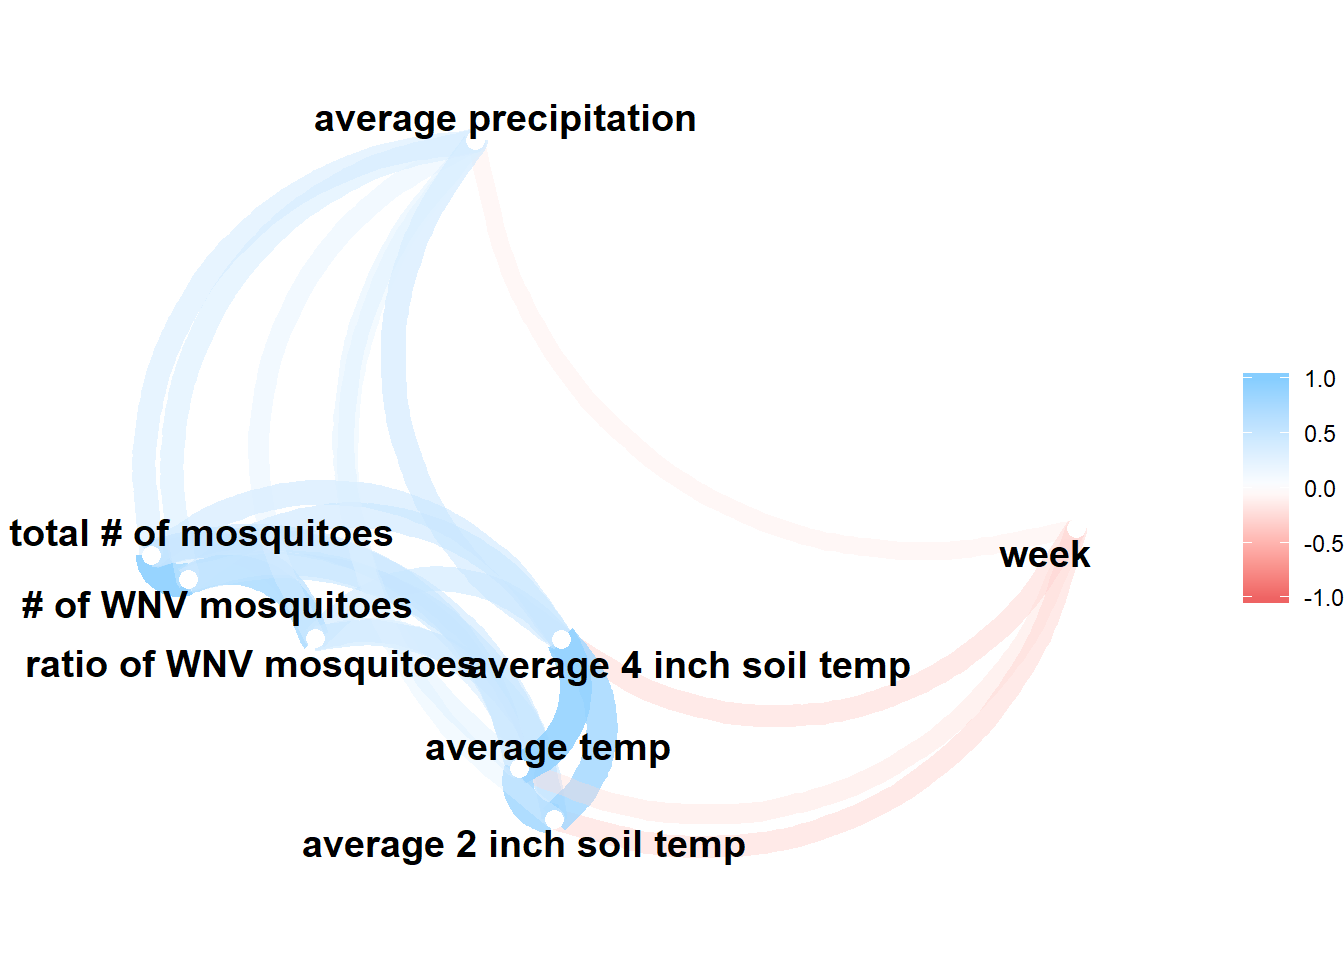 average precipitation
1.0
0.5
0.0
-0.5
-1.0
total # of mosquitoes
week
# of WNV mosquitoes
ratio of WNV mosquitoes
average 4 inch soil temp
average temp
average 2 inch soil temp